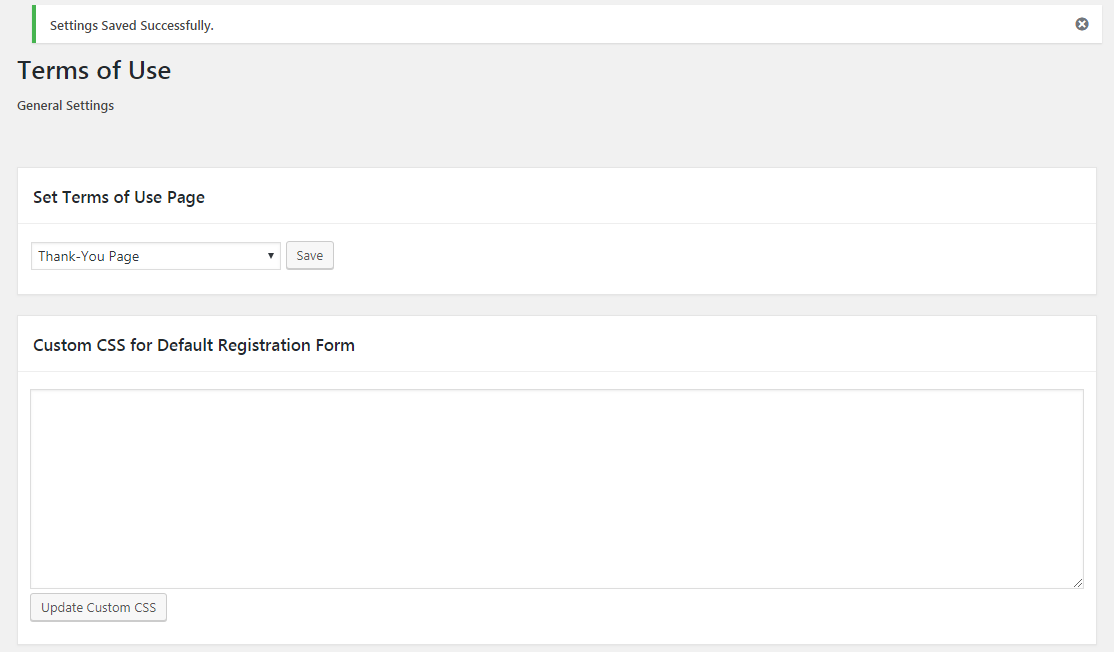 Settings Saved Successfully.
Terms of Use
General Settings
Set Terms of Use Page
Thank-You Page
Save
Custom CSS for Default Registration Form
Update Custom CSS